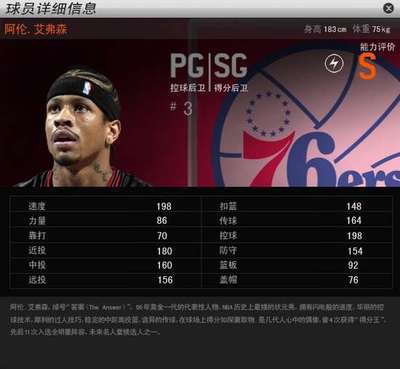 球员详细信息
阿伦.艾弗森
身高 183cm 体重 75kg
能力评价
PG|SG
S
控球后卫 | 得分后卫
# 3
76ers
速度 198 扣篮 148
力量 86 传球 164
靠打 70 控球 198
近投 180 防守 154
中投 160 篮板 92
远投 156 盖帽 76
阿伦.艾弗森，绰号“答案(The Answer)”。96年黄金一代的代表性人物，NBA历史上最矮的状元秀。拥有闪电般的速度，华丽的控
球技术，犀利的过人技巧，稳定的中距离投篮，诡异的传球，在球场上得分如探囊取物。是几代人心中的偶像，曾4次获得“得分王”，
先后11次入选全明星阵容，未来名人堂候选人之一。